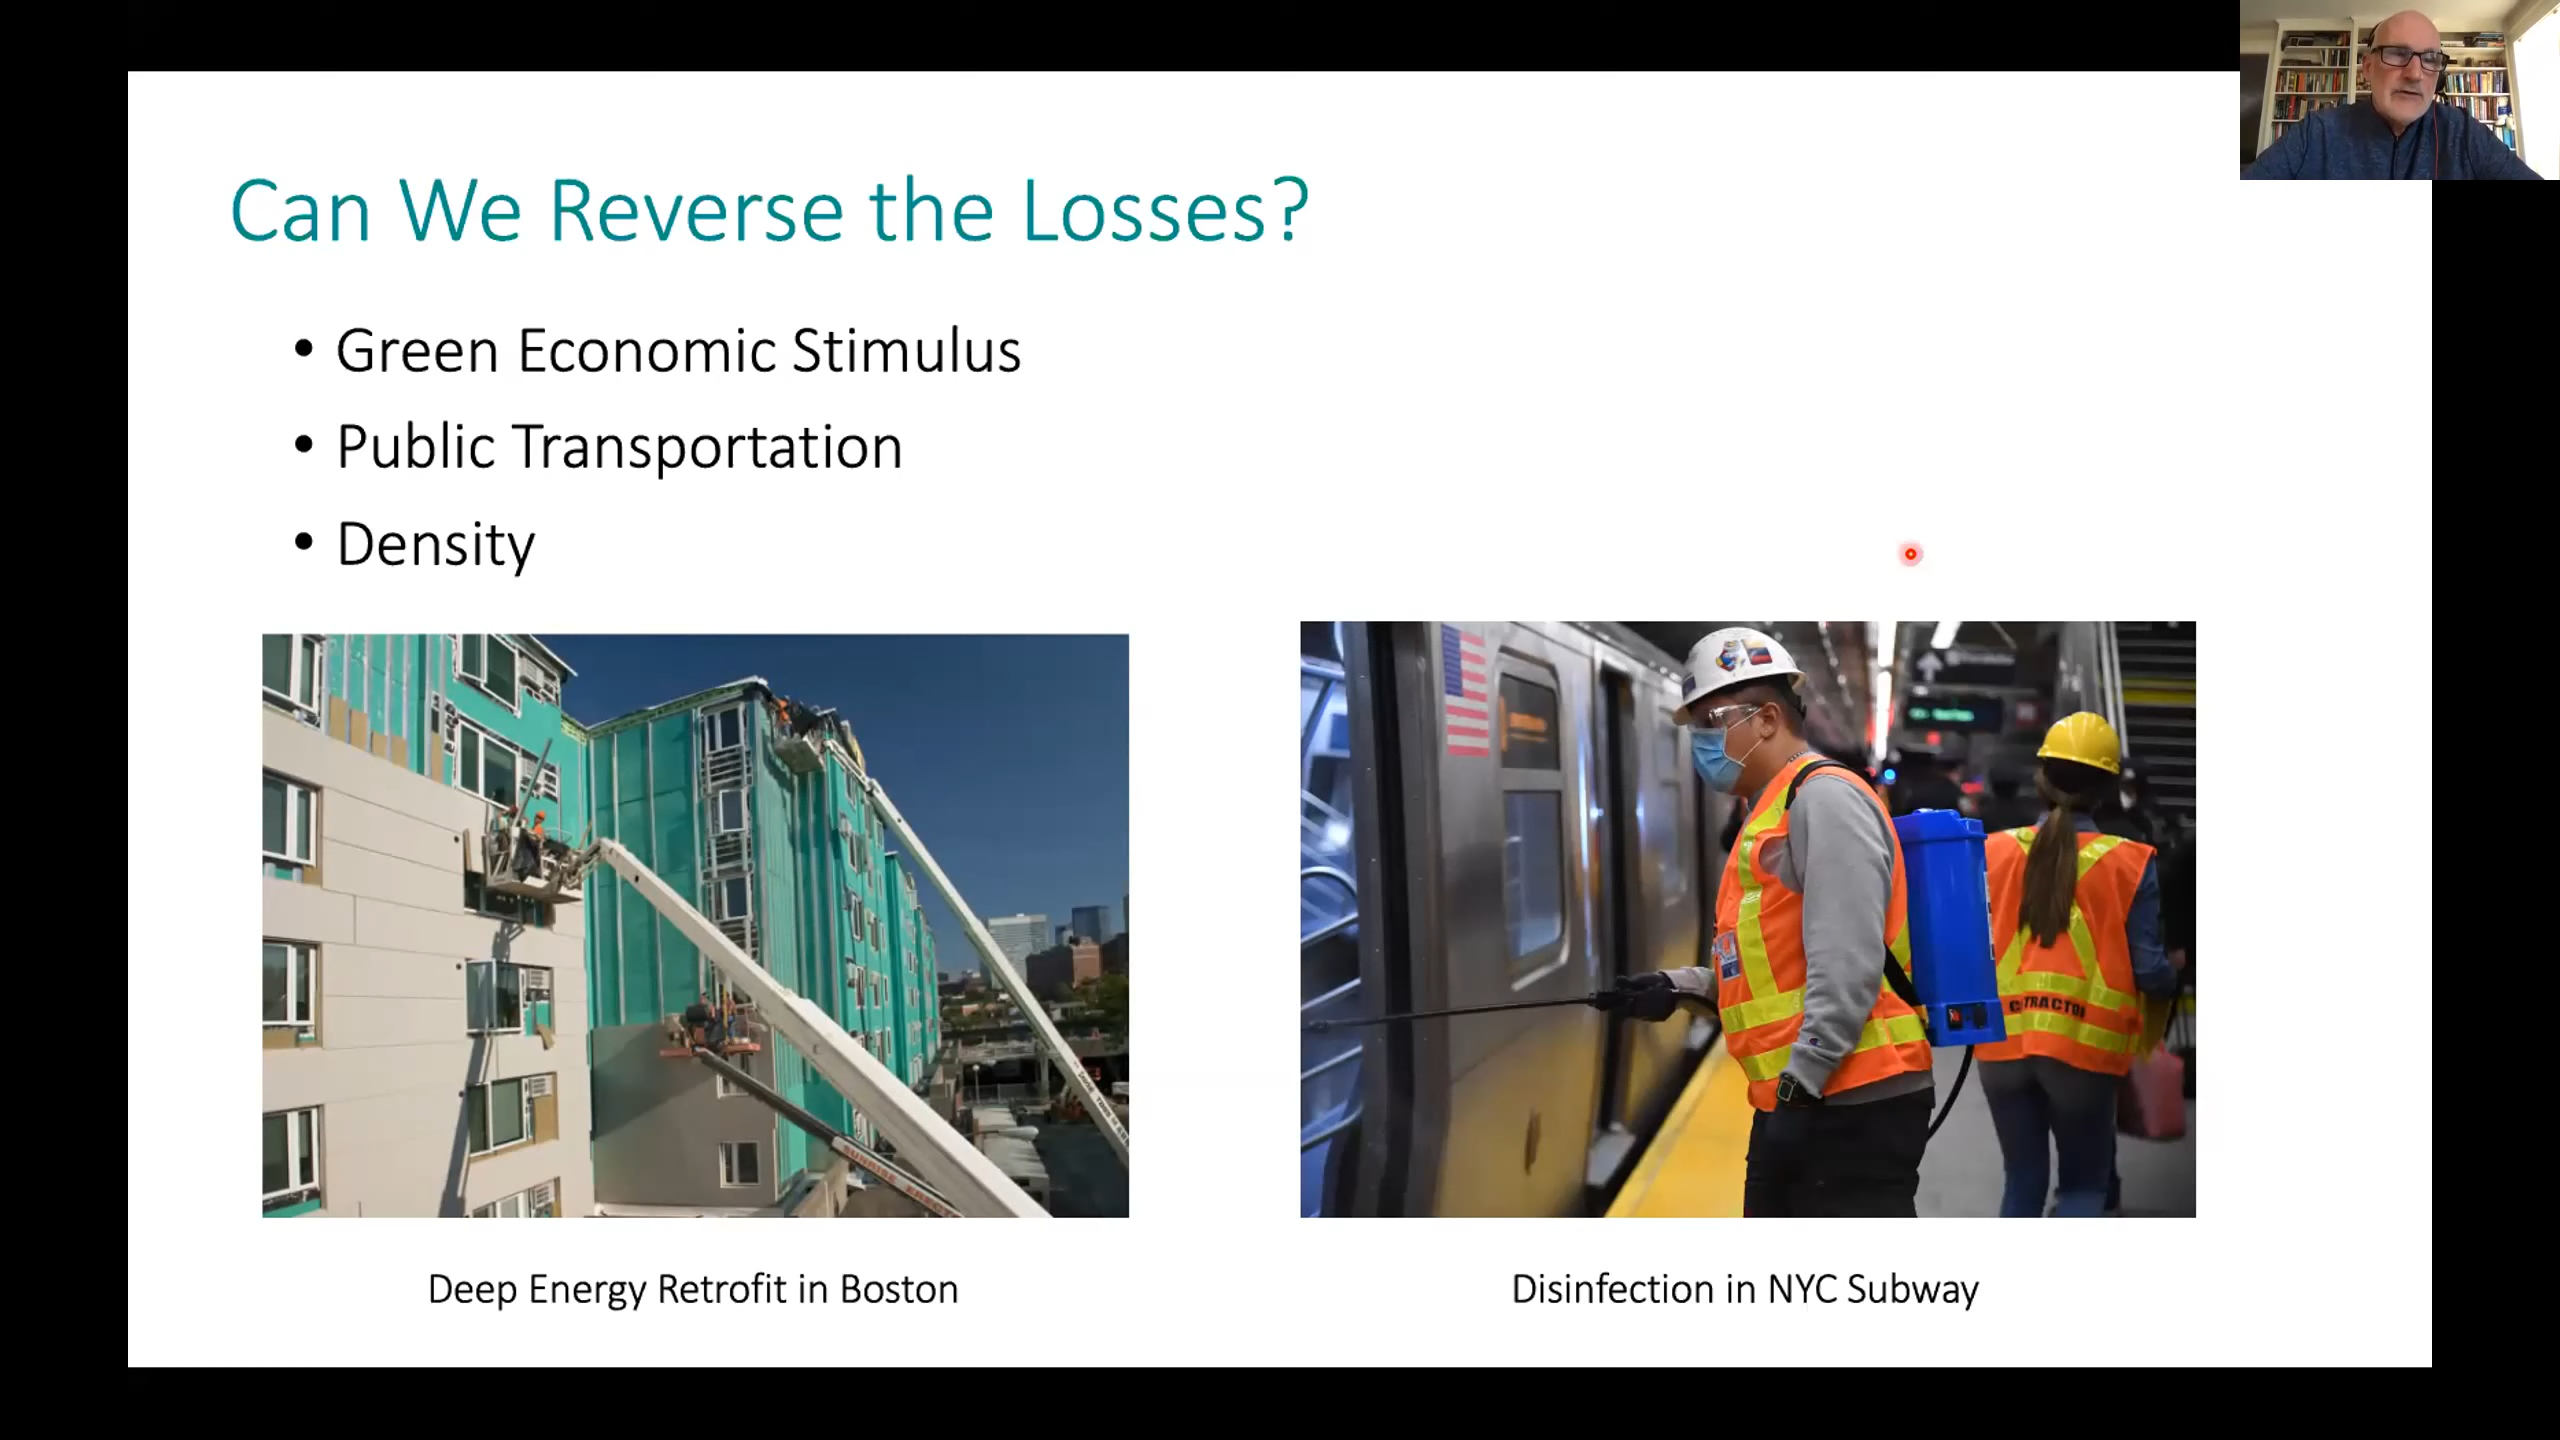 Can We Reverse the Losses?
• Green Economic Stimulus
• Public Transportation
• Density
SUNRISE
Deep Energy Retrofit in Boston
Disinfection in NYC Subway